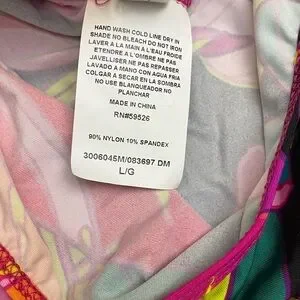 HAND WASH COLD LINE DRY IN
SHADE NO BLEACH DO NOT IRON
LAVER A LA MAIN A L'EAU FROIDE
ETENDRE A L'OMBRE NE PAS
JAVELLISER NE PAS REPASSER
LAVADO A MANO CON AGUA FRIA
COLGAR A SECAR EN LA SOMBRA
NO USE BLANQUEADOR NO
PLANCHAR
MADE IN CHINA
RN#59526
90% NYLON 10% SPANDEX
3006045M/083697 DM
L/G